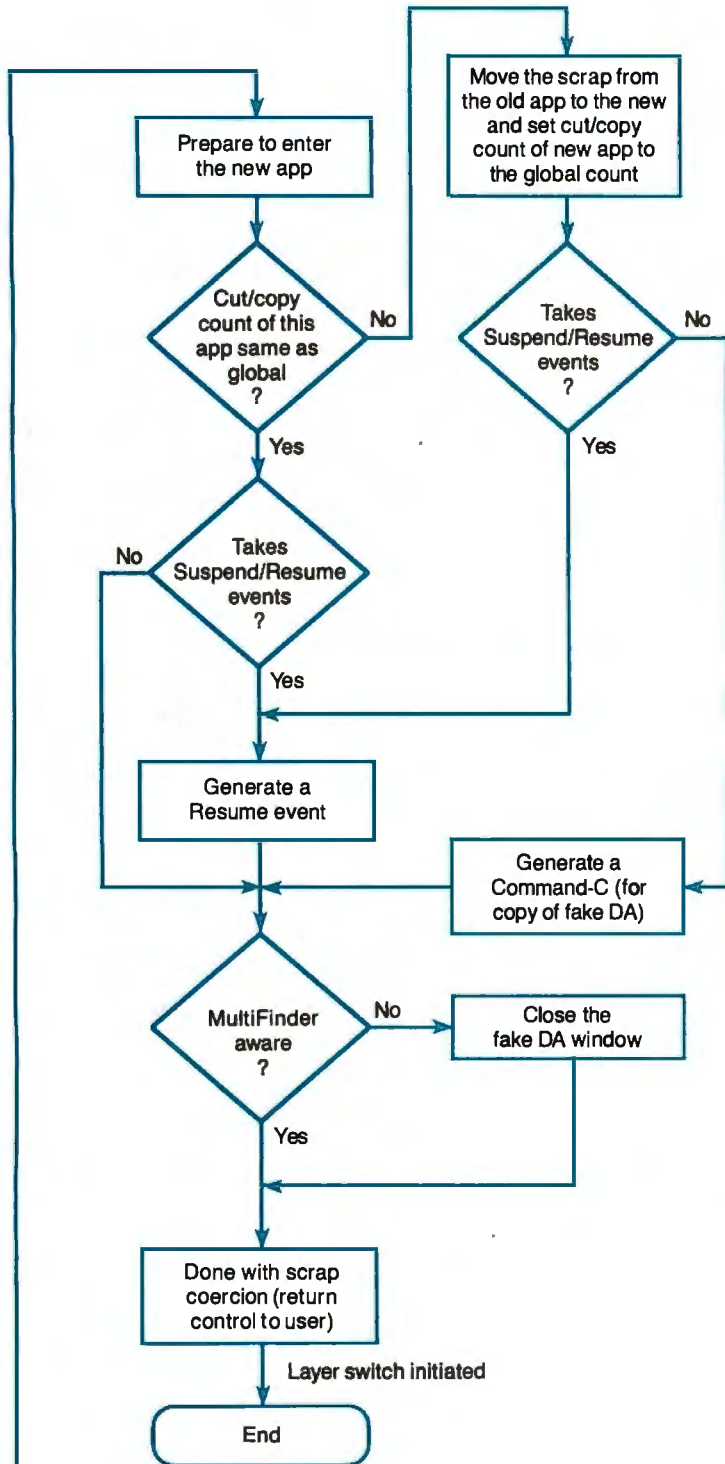 Prepare to enter
the new app
Move the scrap from
the old app to the new
and set cut/copy
count of new app to
the global count
Cut/copy
count of this
app same as
global
?
No
Yes
Takes
Suspend/Resume
events
?
No
Yes
No
Takes
Suspend/Resume
events
?
Yes
Generate a
Resume event
Generate a
Command-C (for
copy of fake DA)
MultiFinder
aware
?
No
Yes
Close the
fake DA window
Done with scrap
coercion (return
control to user)
Layer switch initiated
End